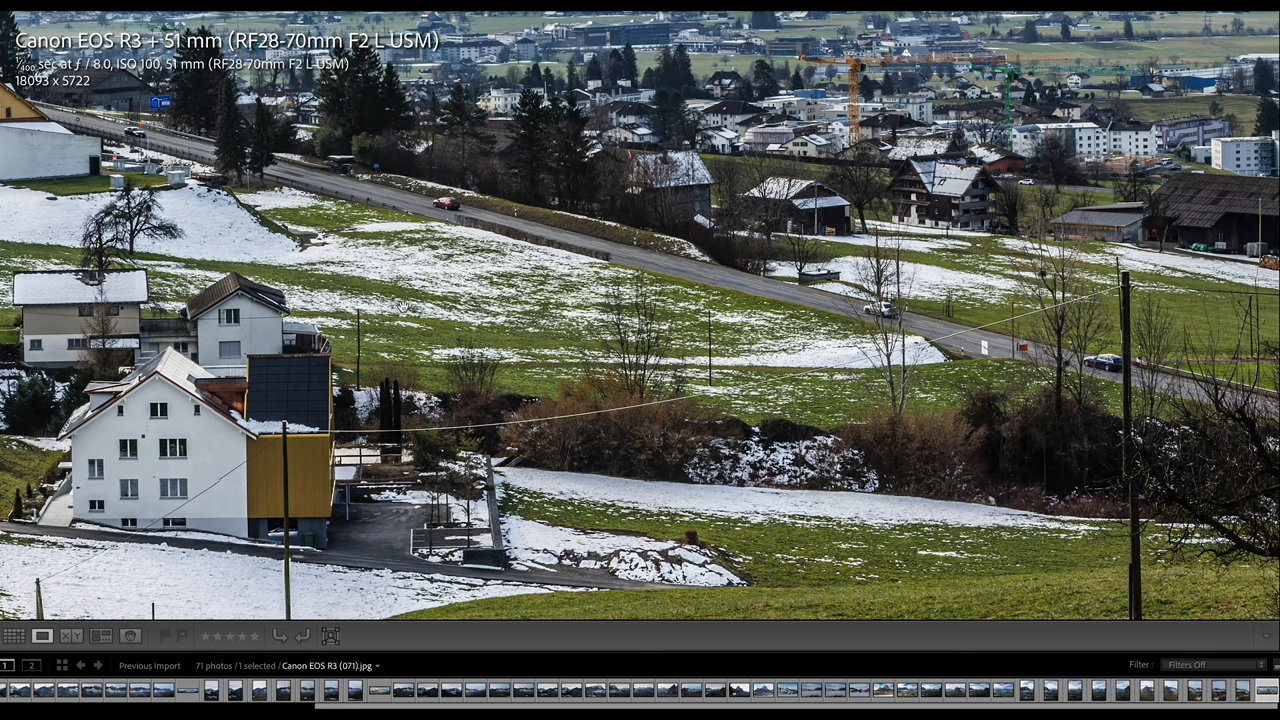 Canon EOS R3 + 51 mm (RF28-70mm F2 L USM)
1/400 sec at ƒ / 8.0, ISO 100, 51 mm (RF28-70mm F2 L USM)
18093 x 5722
XY
1 2 Previous Import 71 photos / 1 selected / Canon EOS R3 (071).jpg Filter : Filters Off